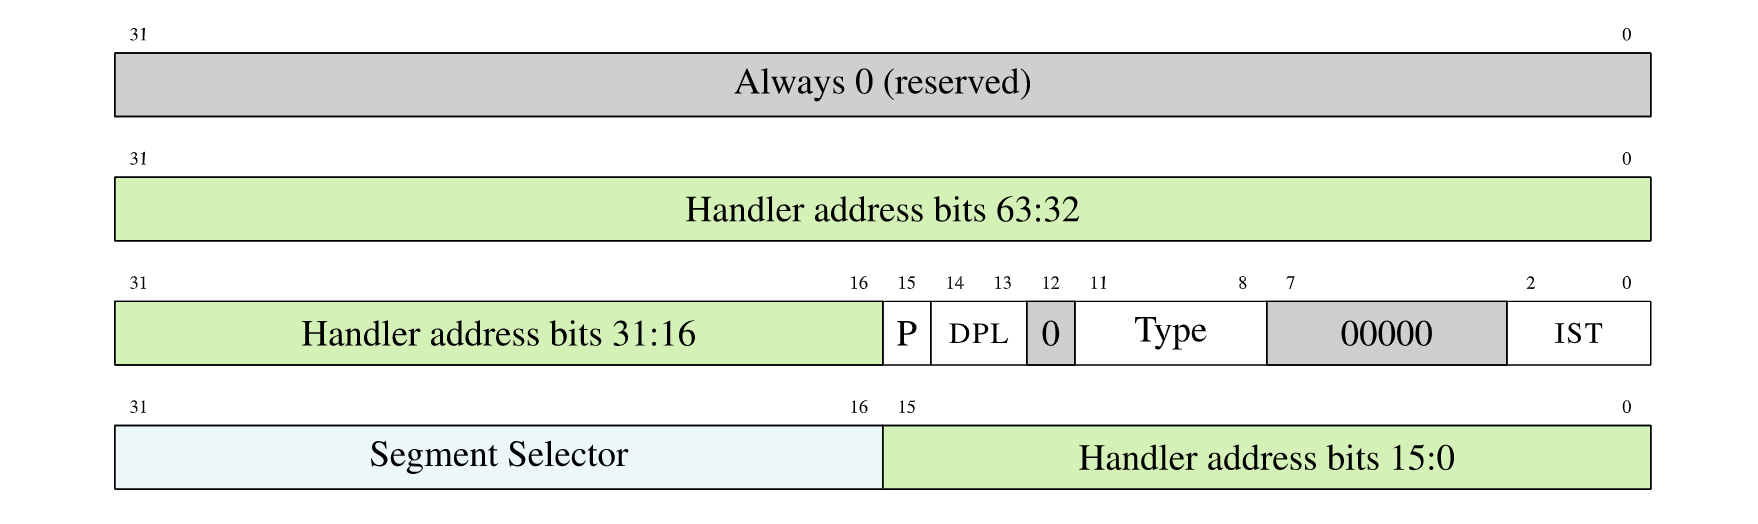 31 0
Always 0 (reserved)
31 0
Handler address bits 63:32
31 16 15 14 13 12 11 8 7 2 0
Handler address bits 31:16 P DPL 0 Type 00000 IST
31 16 15 0
Segment Selector Handler address bits 15:0